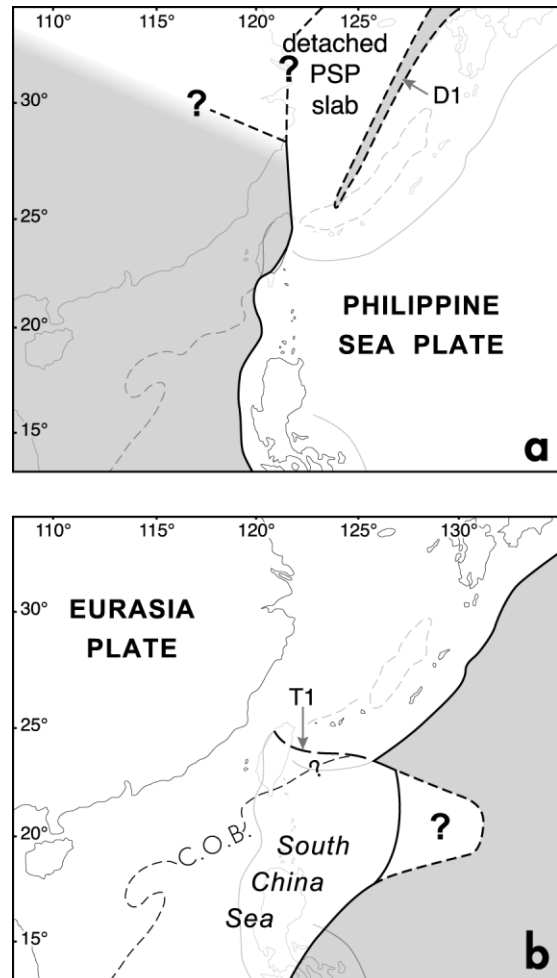 110° 115° 120° 125°
detached
PSP
slab
?
?
D1
30°
25°
20°
15°
PHILIPPINE
SEA PLATE
a
110° 115° 120° 125° 130°
EURASIA
PLATE
30°
T1
25°
?
C.O.B.
20°
?
South
China
Sea
15°
b